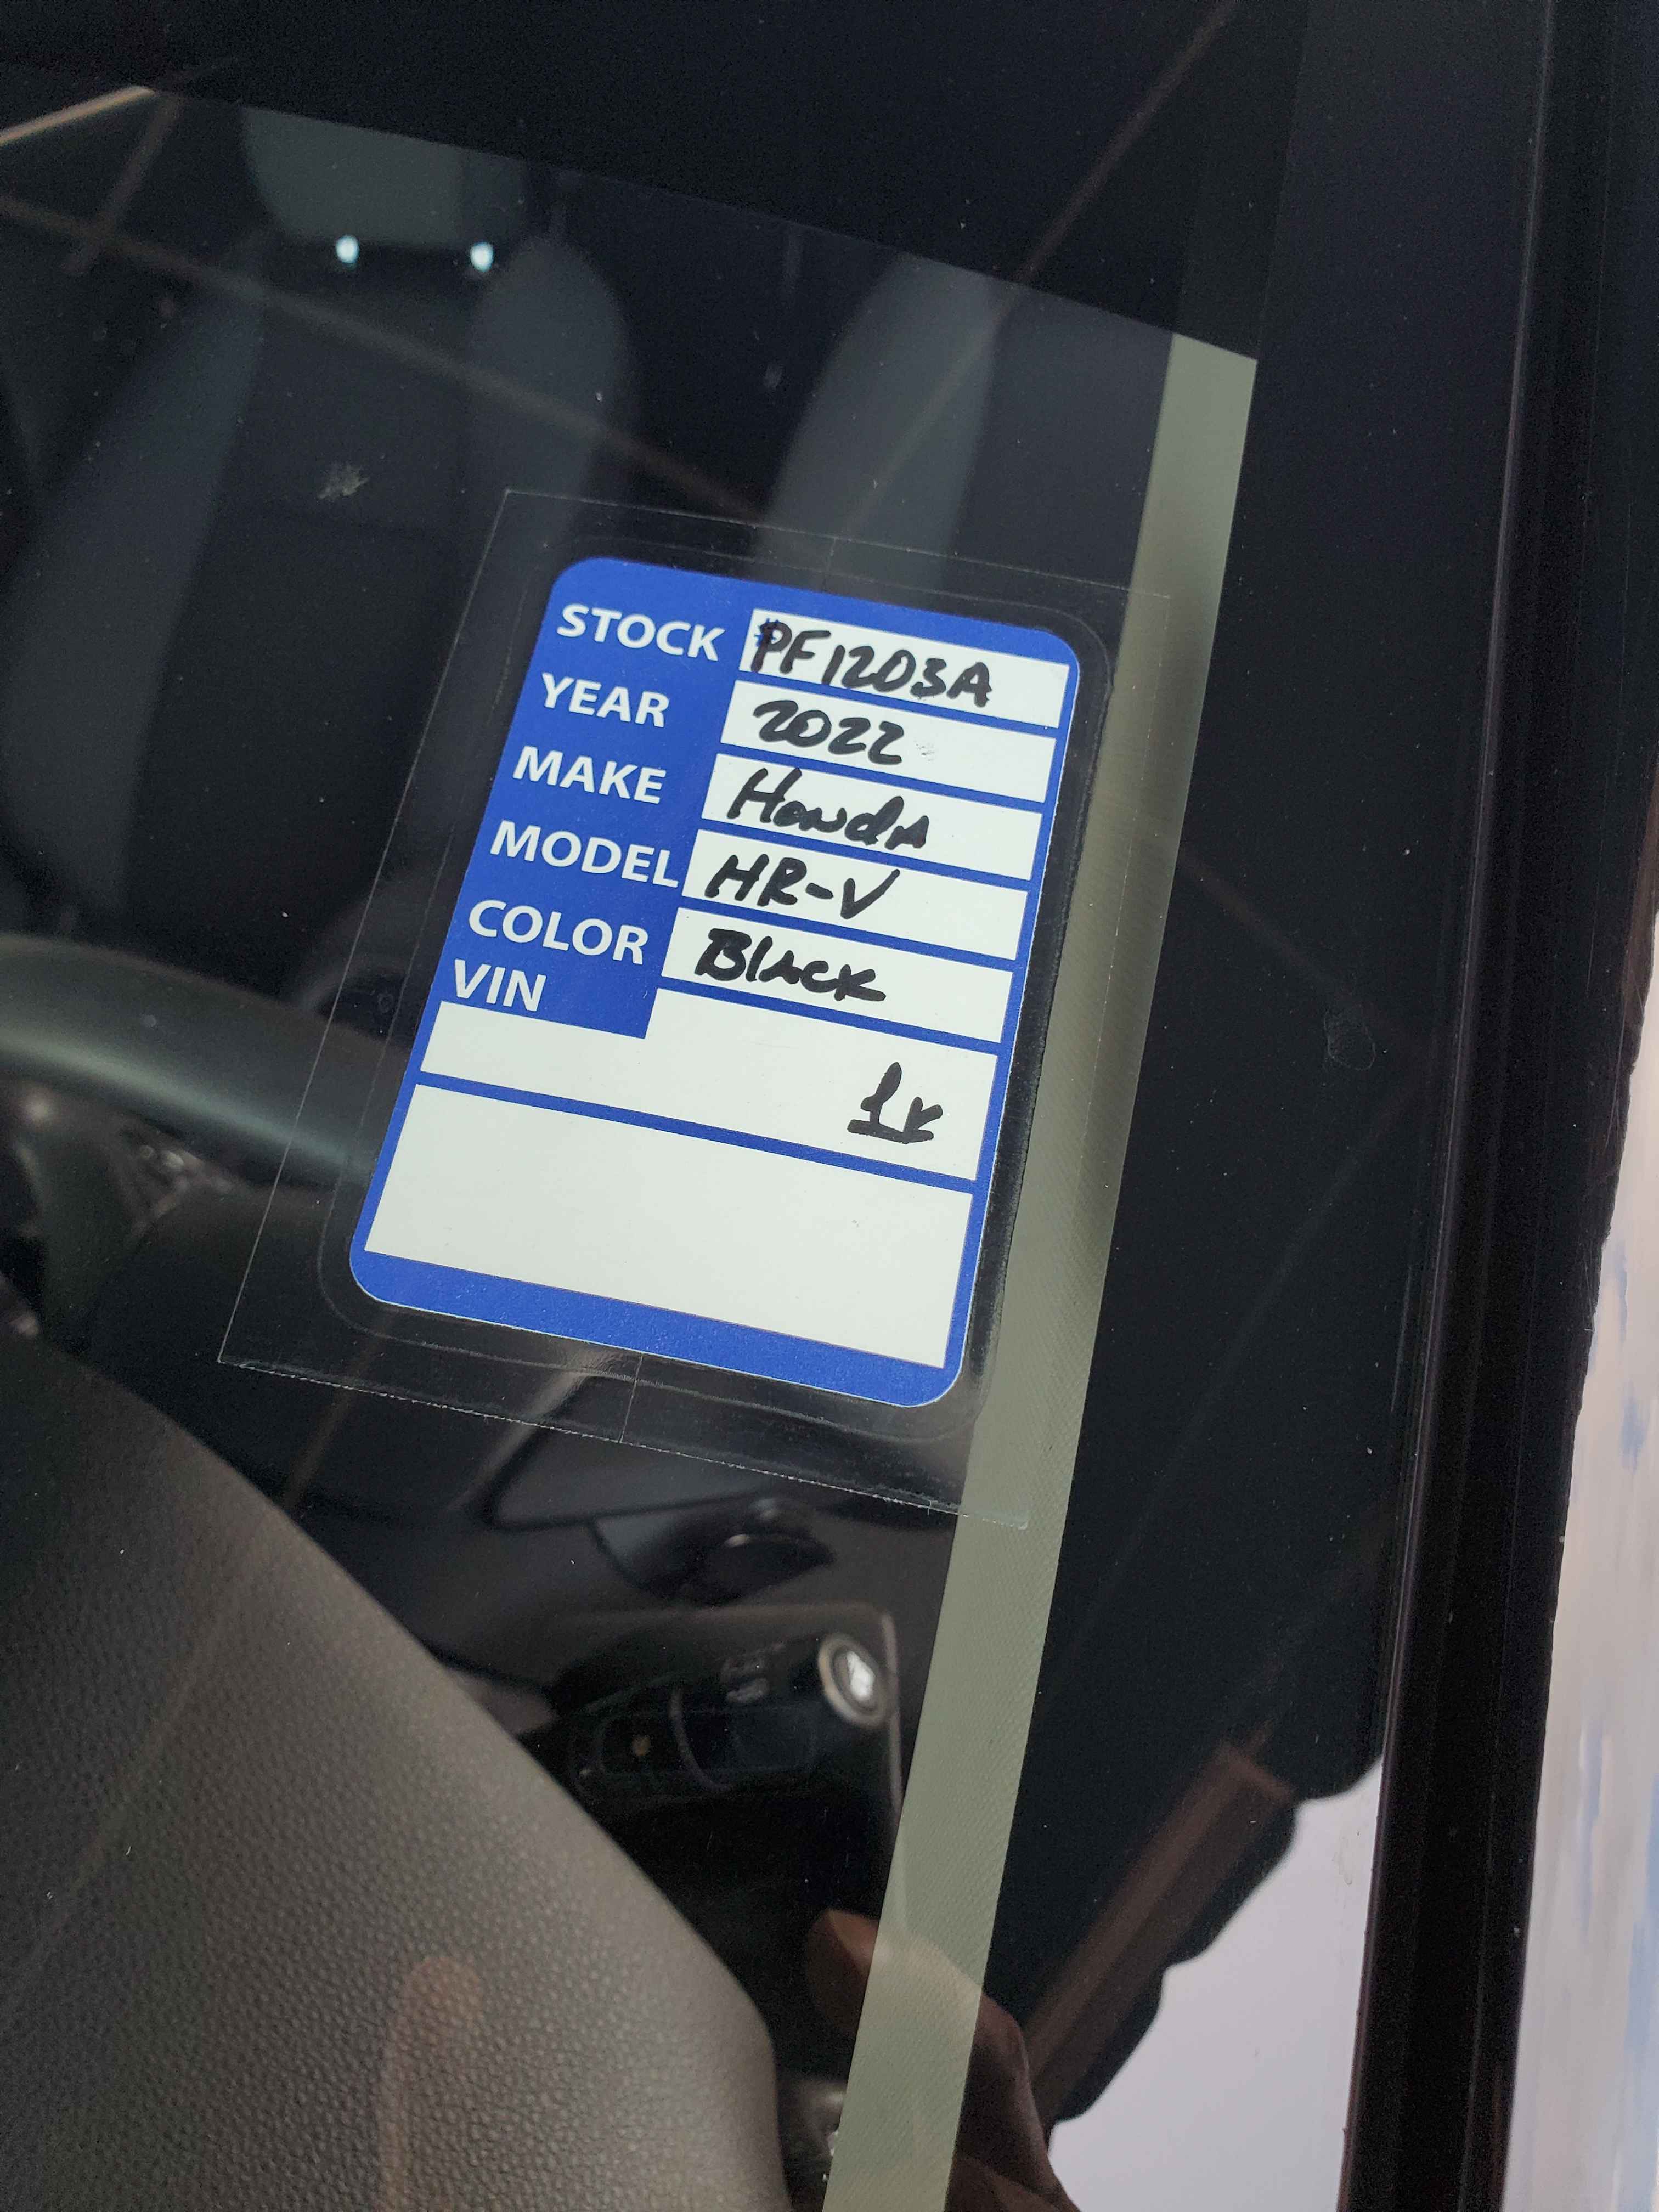 STOCK PF1203A
YEAR 2022
MAKE Honda
MODEL HR-V
COLOR Black
VIN
1k